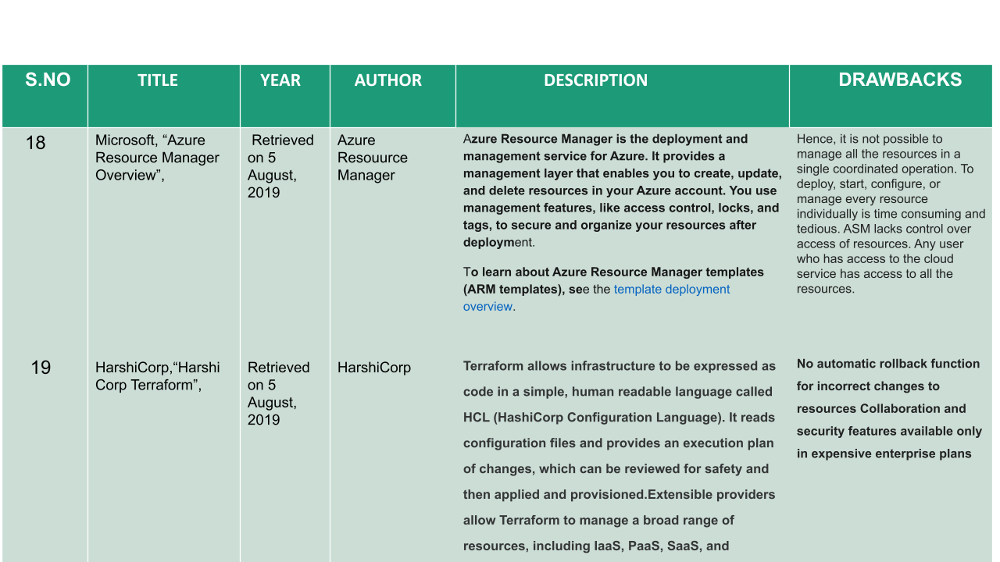 S.NO
TITLE
YEAR
AUTHOR
DESCRIPTION
DRAWBACKS
18
Microsoft, “Azure
Resource Manager
Overview”,
Retrieved
on 5
August,
2019
Azure
Resouurce
Manager
Azure Resource Manager is the deployment and
management service for Azure. It provides a
management layer that enables you to create, update,
and delete resources in your Azure account. You use
management features, like access control, locks, and
tags, to secure and organize your resources after
deployment.
To learn about Azure Resource Manager templates
(ARM templates), see the template deployment
overview.
Hence, it is not possible to
manage all the resources in a
single coordinated operation. To
deploy, start, configure, or
manage every resource
individually is time consuming and
tedious. ASM lacks control over
access of resources. Any user
who has access to the cloud
service has access to all the
resources.
19
HarshiCorp,“Harshi
Corp Terraform”,
Retrieved
on 5
August,
2019
HarshiCorp
Terraform allows infrastructure to be expressed as
code in a simple, human readable language called
HCL (HashiCorp Configuration Language). It reads
configuration files and provides an execution plan
of changes, which can be reviewed for safety and
then applied and provisioned.Extensible providers
allow Terraform to manage a broad range of
resources, including IaaS, PaaS, SaaS, and
No automatic rollback function
for incorrect changes to
resources Collaboration and
security features available only
in expensive enterprise plans